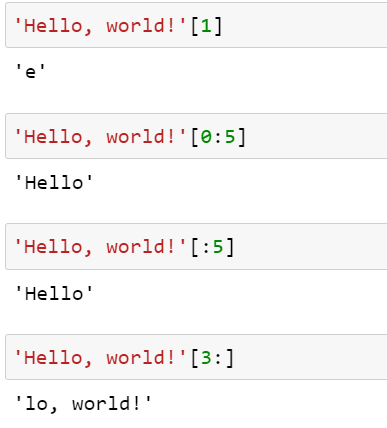 'Hello, world!'[1]
'e'
'Hello, world!'[0:5]
'Hello'
'Hello, world!'[:5]
'Hello'
'Hello, world!'[3:]
'lo, world!'